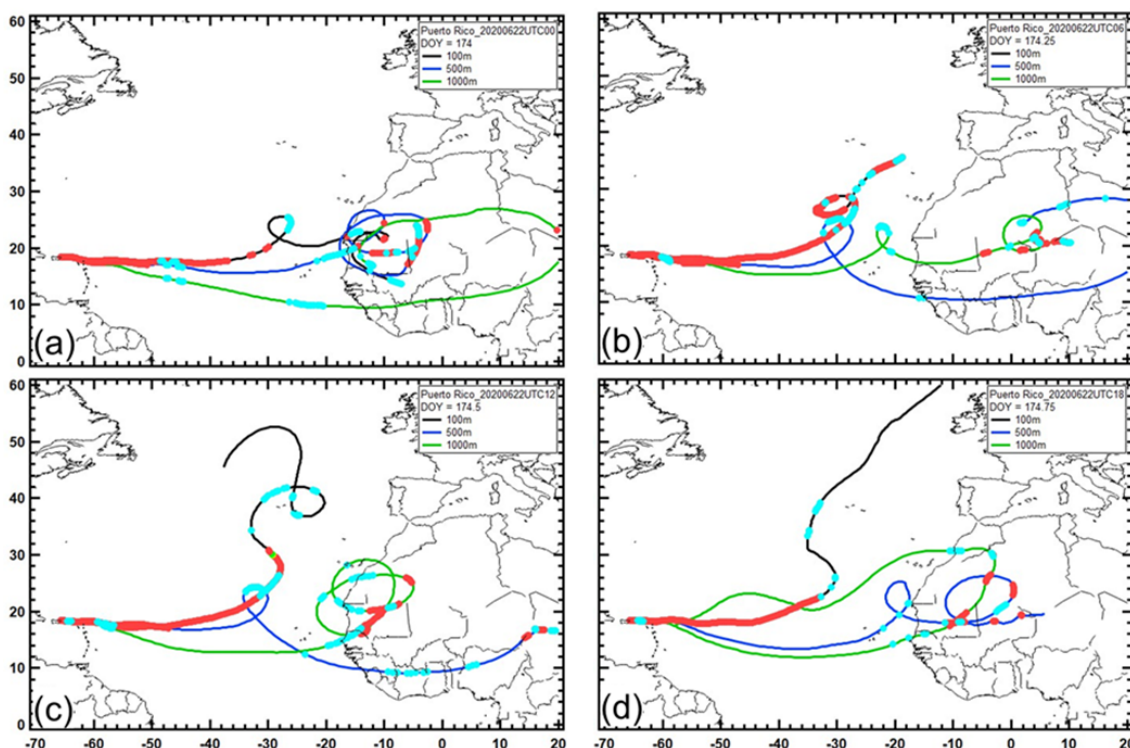 Puerto Rico_20200622UTC00
DOY = 174
100m
500m
1000m
60
50
40
30
20
10
0
(a)
Puerto Rico_20200622UTC06
DOY = 174.25
100m
500m
1000m
60
50
40
30
20
10
0
(b)
Puerto Rico_20200622UTC12
DOY = 174.5
100m
500m
1000m
60
50
40
30
20
10
0
(c)
-70 -60 -50 -40 -30 -20 -10 0 10 20
Puerto Rico_20200622UTC18
DOY = 174.75
100m
500m
1000m
60
50
40
30
20
10
0
(d)
-70 -60 -50 -40 -30 -20 -10 0 10 20